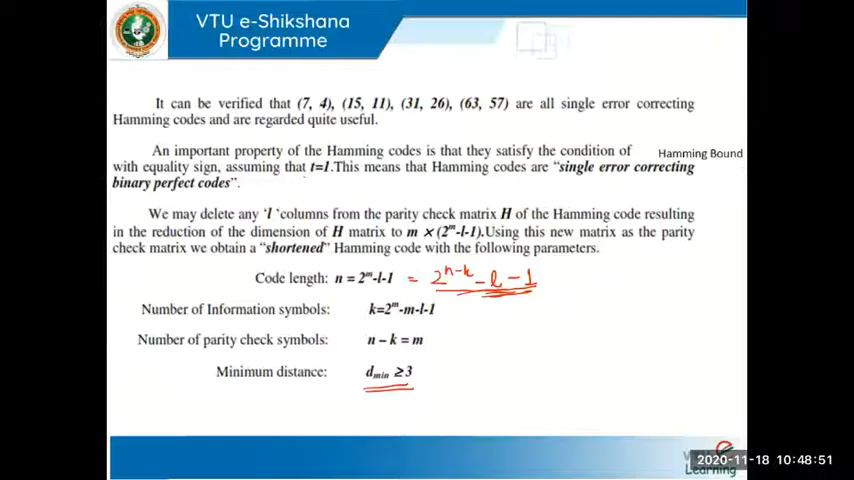 VTU e-Shikshana
Programme
It can be verified that (7, 4), (15, 11), (31, 26), (63, 57) are all single error correcting
Hamming codes and are regarded quite useful.
An important property of the Hamming codes is that they satisfy the condition of Hamming Bound
with equality sign, assuming that t=1.This means that Hamming codes are "single error correcting
binary perfect codes".
We may delete any 'l 'columns from the parity check matrix H of the Hamming code resulting
in the reduction of the dimension of H matrix to m × (2^m-l-1).Using this new matrix as the parity
check matrix we obtain a "shortened" Hamming code with the following parameters.
Code length: n = 2^m-l-1 = 2^n-k - l - 1
Number of Information symbols: k=2^m-m-l-1
Number of parity check symbols: n – k = m
Minimum distance: d_min ≥3
2020-11-18 10:48:51
Learning